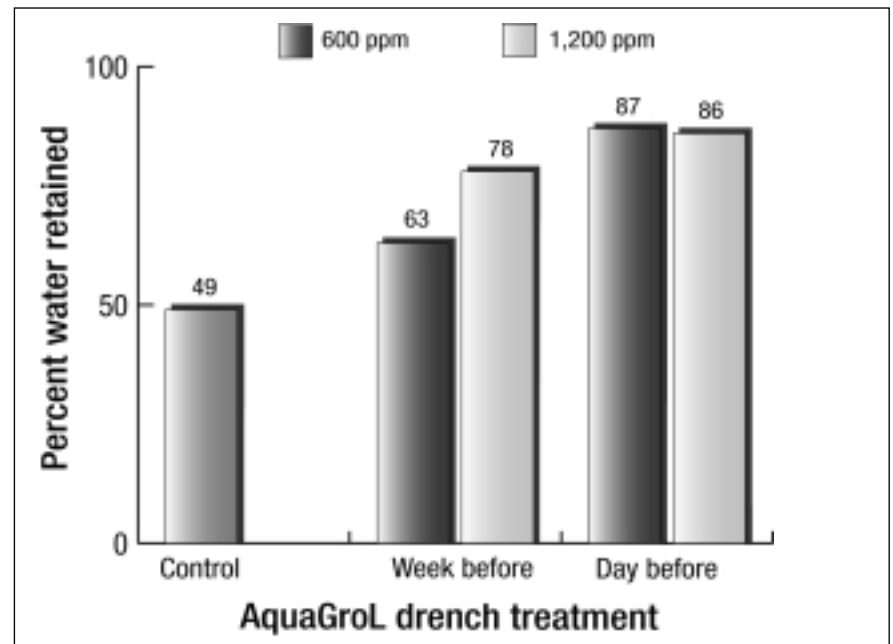 600 ppm 1,200 ppm
100
50
0
Percent water retained
49
63
78
87
86
Control Week before Day before
AquaGroL drench treatment